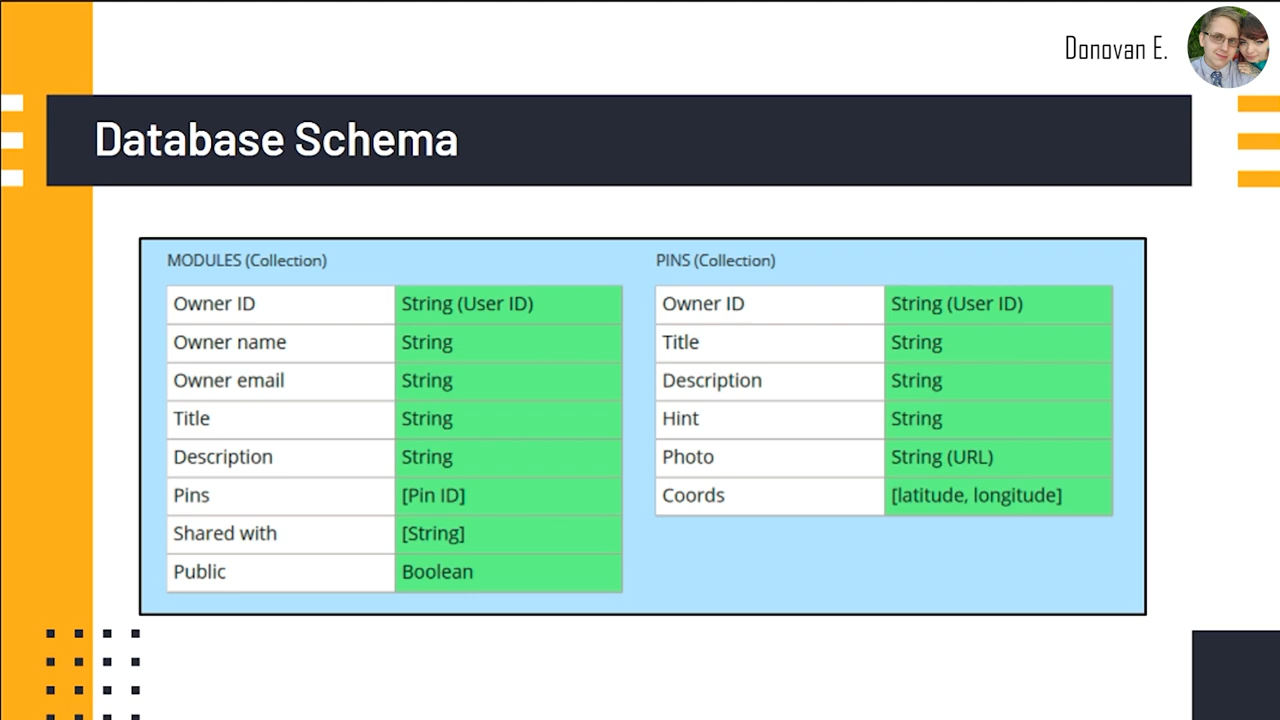 Donovan E.
Database Schema
MODULES (Collection)
Owner ID String (User ID)
Owner name String
Owner email String
Title String
Description String
Pins [Pin ID]
Shared with [String]
Public Boolean
PINS (Collection)
Owner ID String (User ID)
Title String
Description String
Hint String
Photo String (URL)
Coords [latitude, longitude]